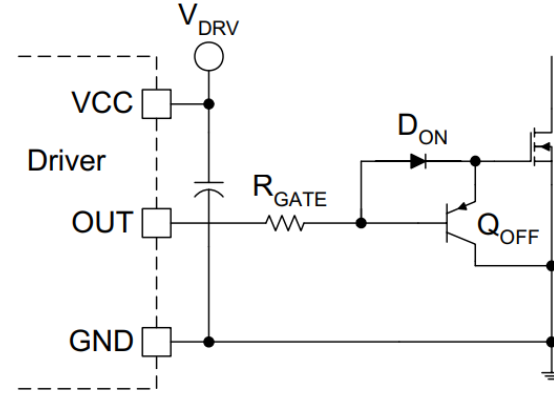 V_DRV
VCC
D_ON
Driver
R_GATE
OUT
Q_OFF
GND